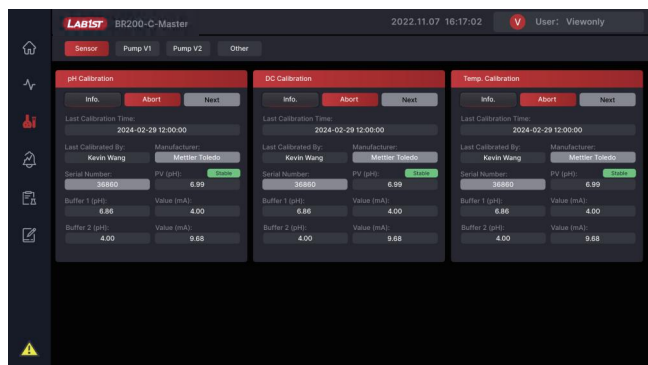 LABIST BR200-C-Master 2022.11.07 16:17:02 V User: Viewonly
Sensor Pump V1 Pump V2 Other
pH Calibration
Info. Abort Next
Last Calibration Time:
2024-02-29 12:00:00
Last Calibrated By: Manufacturer:
Kevin Wang Mettler Toledo
Serial Number: PV (pH): Stable
36860 6.99
Buffer 1 (pH): Value (mA):
6.86 4.00
Buffer 2 (pH): Value (mA):
4.00 9.68
DC Calibration
Info. Abort Next
Last Calibration Time:
2024-02-29 12:00:00
Last Calibrated By: Manufacturer:
Kevin Wang Mettler Toledo
Serial Number: PV (pH): Stable
36860 6.99
Buffer 1 (pH): Value (mA):
6.86 4.00
Buffer 2 (pH): Value (mA):
4.00 9.68
Temp. Calibration
Info. Abort Next
Last Calibration Time:
2024-02-29 12:00:00
Last Calibrated By: Manufacturer:
Kevin Wang Mettler Toledo
Serial Number: PV (pH): Stable
36860 6.99
Buffer 1 (pH): Value (mA):
6.86 4.00
Buffer 2 (pH): Value (mA):
4.00 9.68